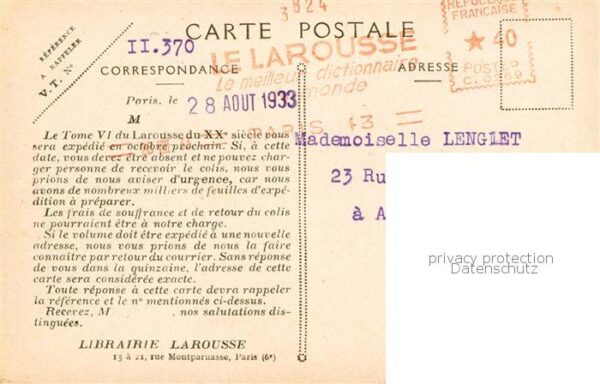 3824
CARTE POSTALE
RÉPUBLIQUE
FRANÇAISE
★ 40
POSTES
RÉFÉRENCE
A RAPPELER
V. T. N°
II.370
LE LAROUSSE
Le meilleur dictionnaire
monde
CORRESPONDANCE
ADRESSE
Paris, le
28 AOUT 1933
PARIS 43
M
Le Tome VI du Larousse du XXe siècle vous
sera expédié en octobre prochain. Si, à cette
date, vous devez être absent et ne pouvez char-
ger personne de recevoir le colis, nous vous
prions de nous aviser d'urgence, car nous
avons de nombreux milliers de feuilles d'expé-
dition à préparer.
Les frais de souffrance et de retour du colis
ne pourraient être à notre charge.
Si le volume doit être expédié à une nouvelle
adresse, nous vous prions de nous la faire
connaître par retour du courrier. Sans réponse
de vous dans la quinzaine, l'adresse de cette
carte sera considérée exacte.
Toute réponse à cette carte devra rappeler
la référence et le n° mentionnés ci-dessus.
Recevez, M , nos salutations dis-
tinguées.
LIBRAIRIE LAROUSSE
13 à 21, rue Montparnasse, Paris (6e)
Mademoiselle LENGLET
23 Ru
à A
privacy protection
Datenschutz